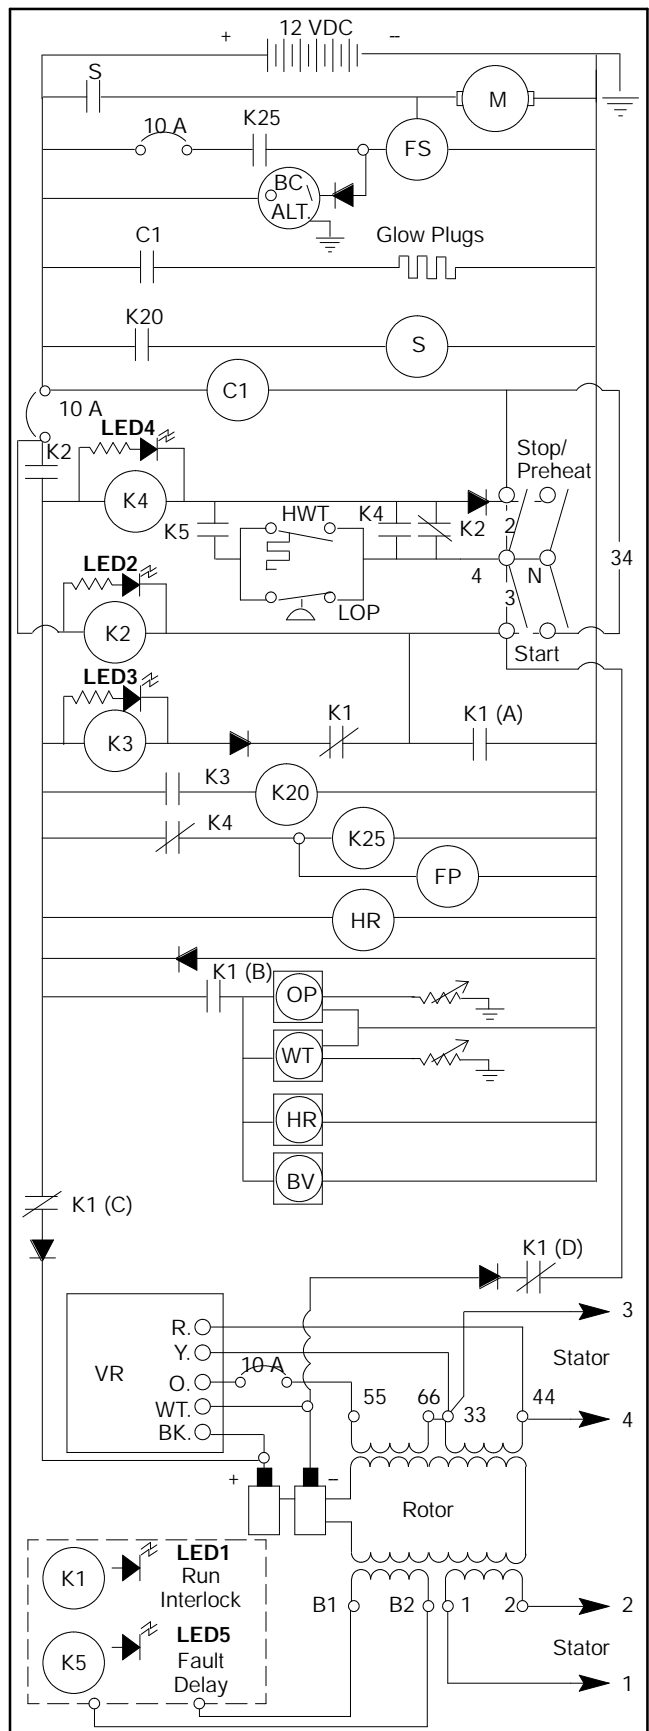 + 12 VDC --
S
M
10 A K25
FS
BC
ALT.
C1 Glow Plugs
K20
S
C1
10 A
LED4
K2
Stop/
Preheat
K4
HWT
K5 K4 K2 2
4 N 34
LED2
3
LOP
K2
Start
LED3
K1 K1 (A)
K3
K3 K20
K4 K25
FP
HR
K1 (B)
OP
WT
HR
BV
K1 (C)
K1 (D)
3
R.
Stator
VR Y.
10 A
O. 55 66 33 44
WT. 4
BK.
+ --
Rotor
LED1
K1 Run
Interlock
B1 B2 1 2 2
LED5
K5 Fault
Delay
Stator
1